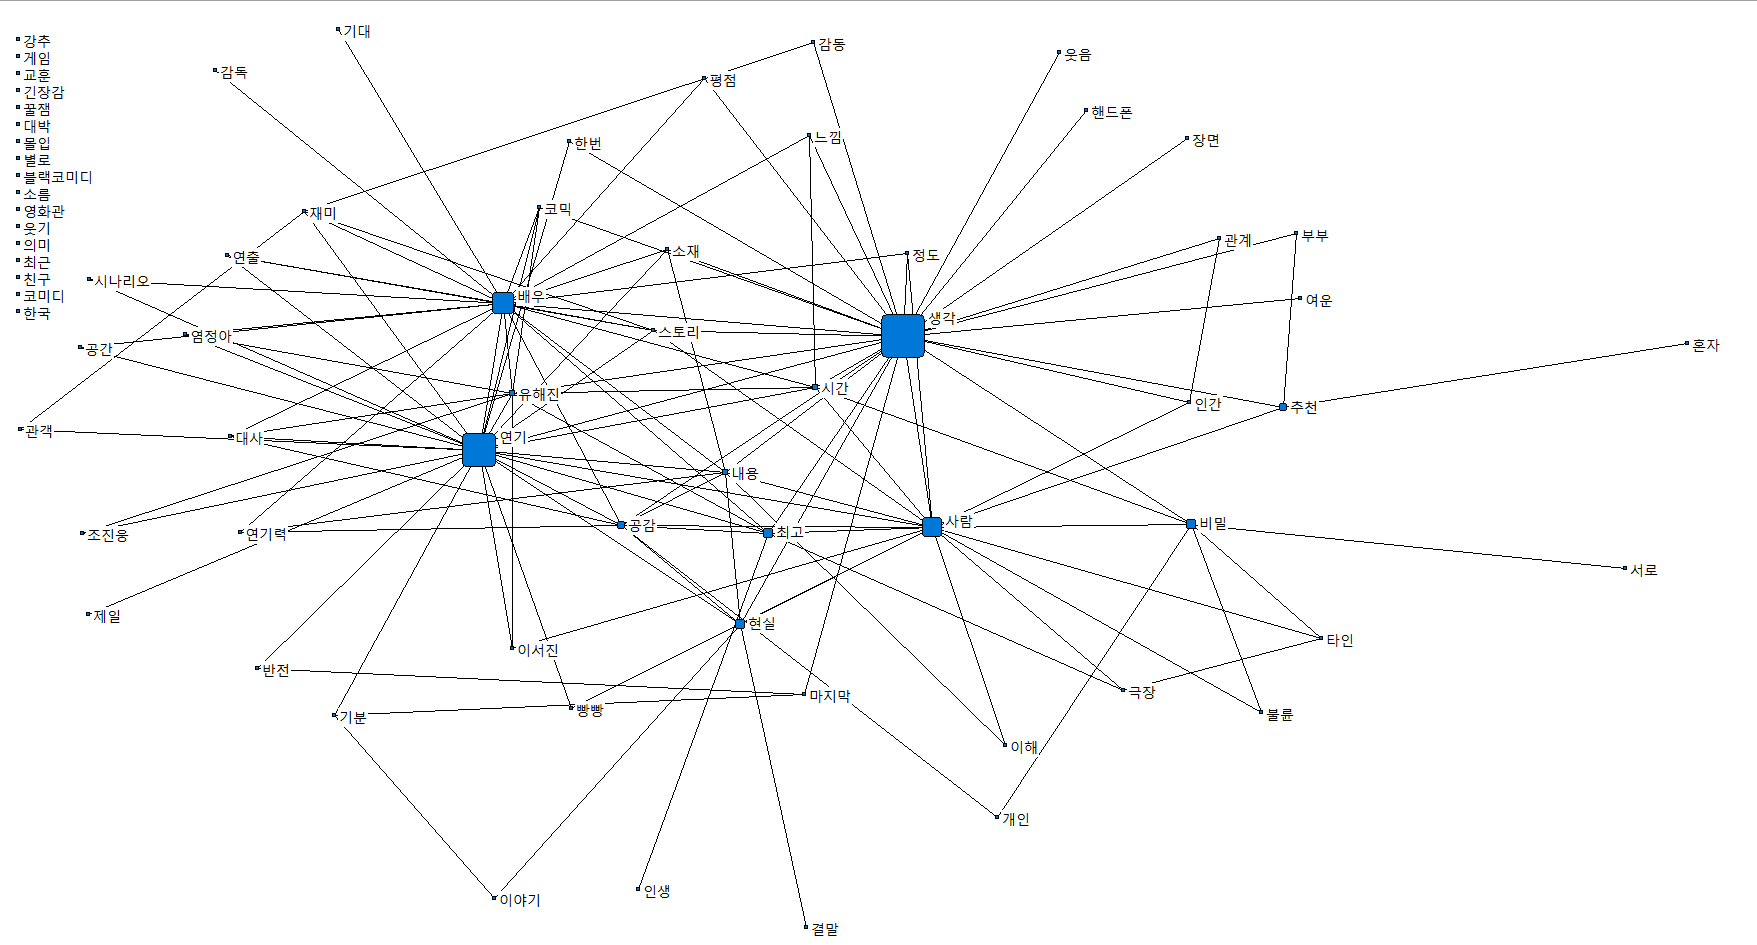 강추
게임
교훈
긴장감
꿀잼
대박
몰입
별로
블랙코미디
소름
영화관
웃기
의미
최근
친구
코미디
한국
기대
감동
웃음
감독
평점
핸드폰
한번
느낌
장면
코믹
재미
부부
관계
소재
정도
연출
시나리오
배우
여운
생각
스토리
염정아
공간
혼자
시간
유해진
인간
추천
관객
연기
대사
내용
사람
비밀
공감
최고
연기력
조진웅
서로
제일
현실
타인
이서진
반전
극장
마지막
빵빵
불륜
기분
이해
개인
인생
이야기
결말